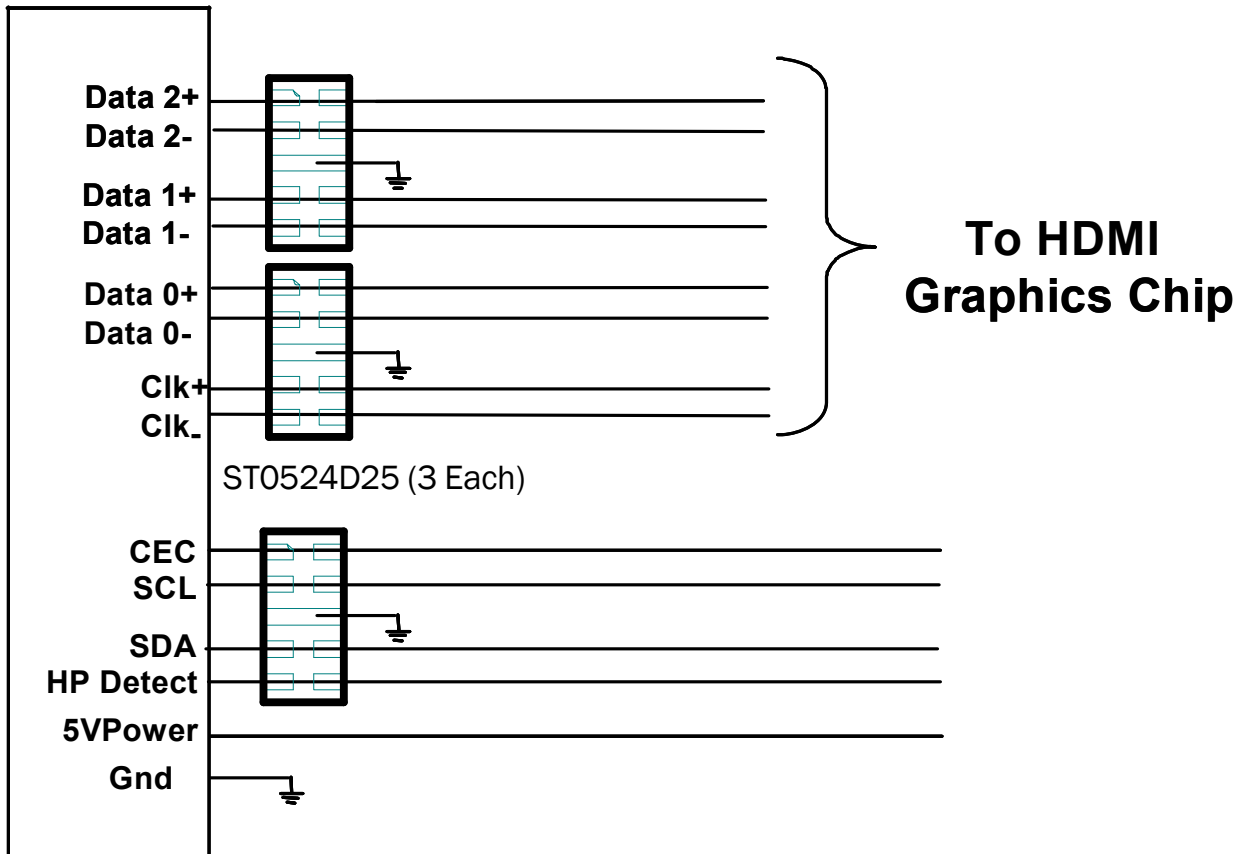 Data 2+
Data 2-
Data 1+
Data 1-
Data 0+
Data 0-
Clk+
Clk-
To HDMI
Graphics Chip
ST0524D25 (3 Each)
CEC
SCL
SDA
HP Detect
5VPower
Gnd